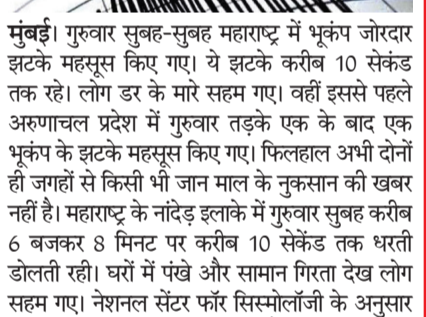 मुंबई। गुरुवार सुबह-सुबह महाराष्ट्र में भूकंप जोरदार
झटके महसूस किए गए। ये झटके करीब 10 सेकंड
तक रहे। लोग डर के मारे सहम गए। वहीं इससे पहले
अरुणाचल प्रदेश में गुरुवार तड़के एक के बाद एक
भूकंप के झटके महसूस किए गए। फिलहाल अभी दोनों
ही जगहों से किसी भी जान माल के नुकसान की खबर
नहीं है। महाराष्ट्र के नांदेड़ इलाके में गुरुवार सुबह करीब
6 बजकर 8 मिनट पर करीब 10 सेकेंड तक धरती
डोलती रही। घरों में पंखे और सामान गिरता देख लोग
सहम गए। नेशनल सेंटर फॉर सिस्मोलॉजी के अनुसार